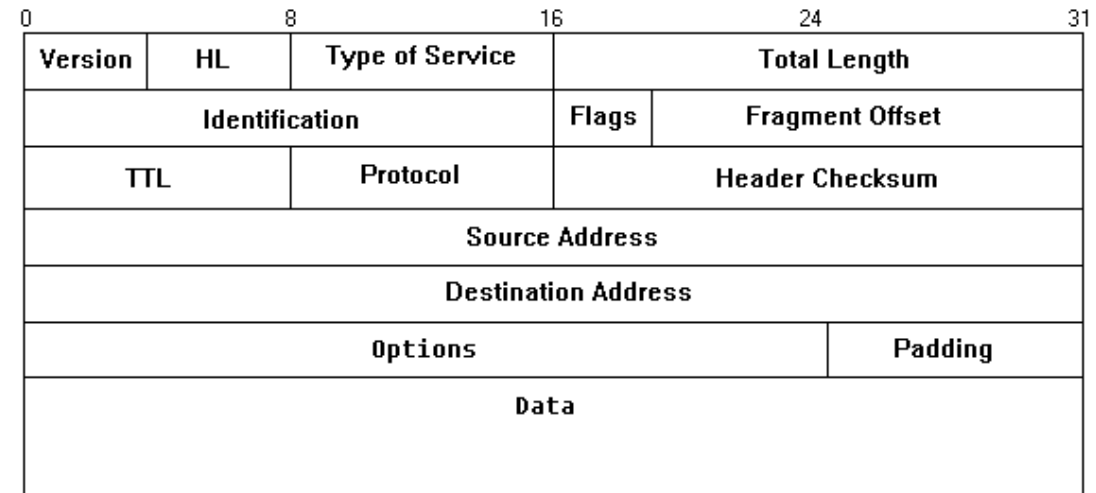 0 8 16 24 31
Version HL Type of Service Total Length
Identification Flags Fragment Offset
TTL Protocol Header Checksum
Source Address
Destination Address
Options Padding
Data